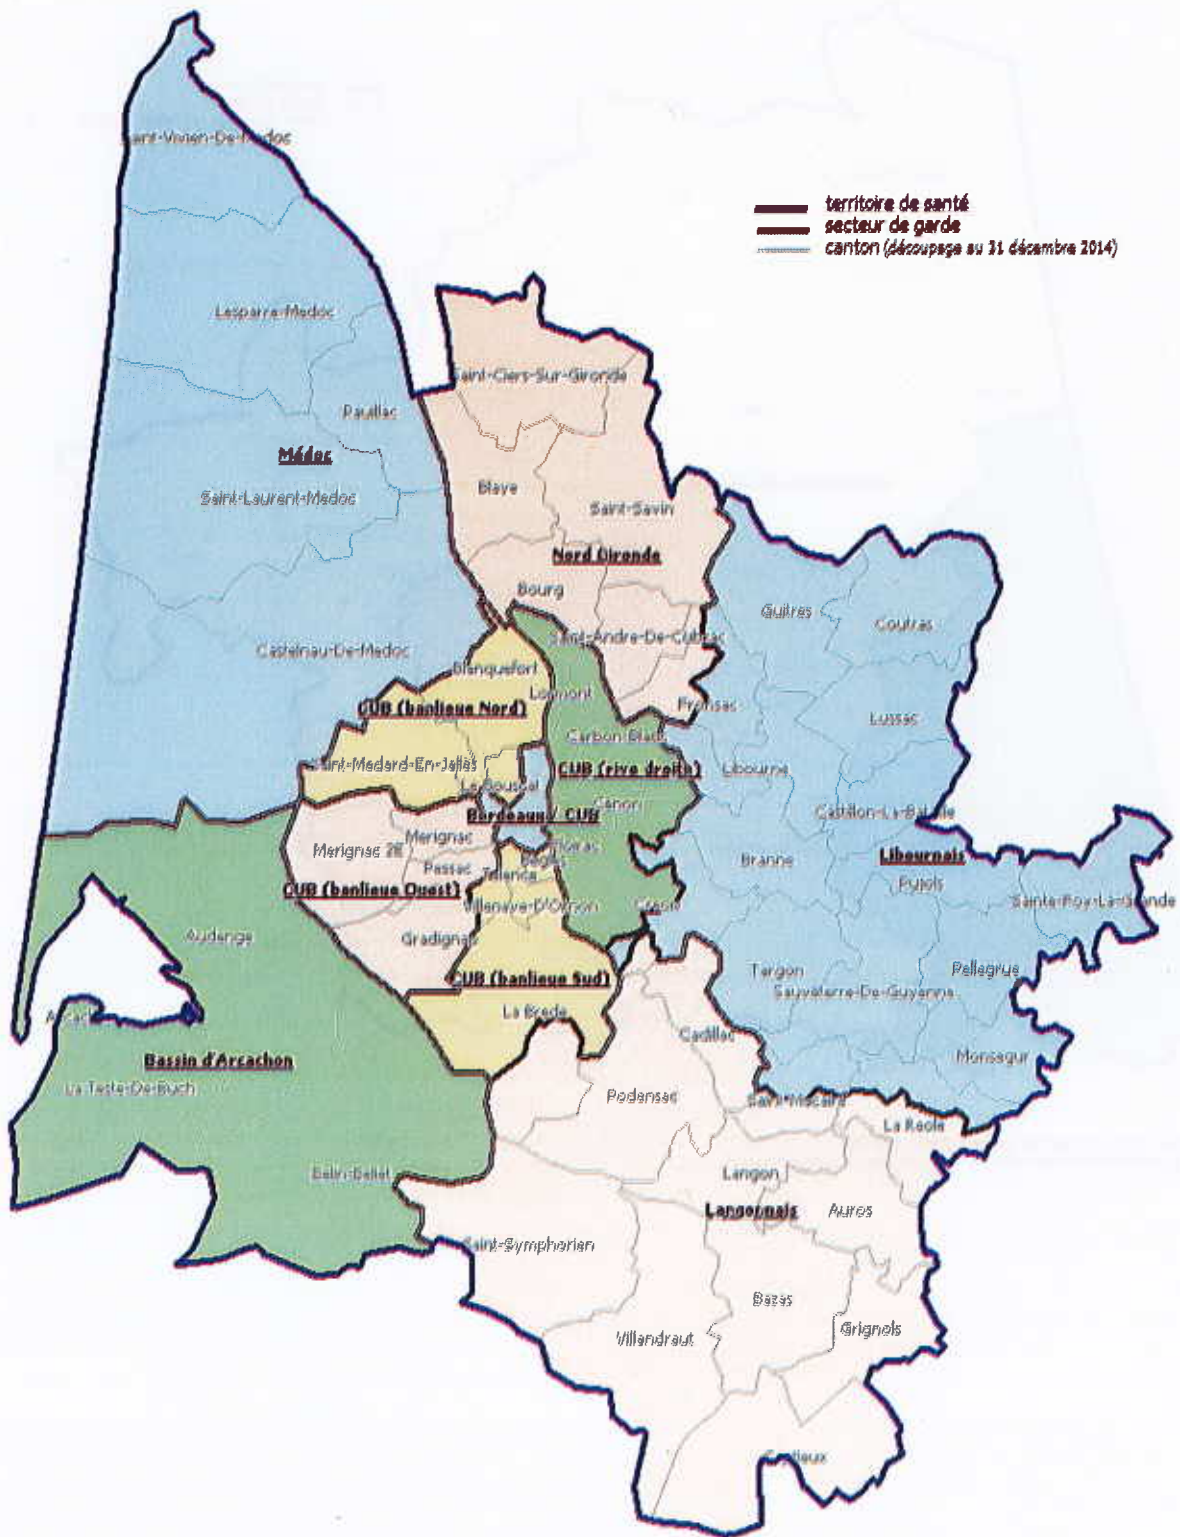 Saint-Vivien-De-Medoc
territoire de santé
secteur de garde
canton (découpage au 31 décembre 2014)
Lesparre-Medoc
Saint-Ciers-Sur-Gironde
Pauillac
Médoc
Blaye
Saint-Laurent-Medoc
Saint-Savin
Nord Gironde
Bourg
Guitres
Coutras
Saint-Andre-De-Cubzac
Castelnau-De-Medoc
Blanquefort
Lormont
Fronsac
CUB (banlieue Nord)
Lussac
Carbon-Blanc
Saint-Medard-En-Jalles
CUB (rive droite)
Libourne
Le Bouscat
Cenon
Bordeaux / CUB
Castillon-La-Bataille
Merignac
Merignac 2E
Floirac
Begles
Branne
Libournais
Pessac
Talence
Pujols
CUB (banlieue Ouest)
Villenave-D'Ornon
Creon
Sainte-Foy-La-Grande
Audenge
Gradignan
Targon
Pellegrue
CUB (banlieue Sud)
Sauveterre-De-Guyenne
Arcachon
La Brede
Cadillac
Bassin d'Arcachon
Monsegur
La Teste-De-Buch
Podensac
Saint-Macaire
La Reole
Belin-Beliet
Langon
Langonnais
Auros
Saint-Symphorien
Bazas
Grignols
Villandraut
Captieux